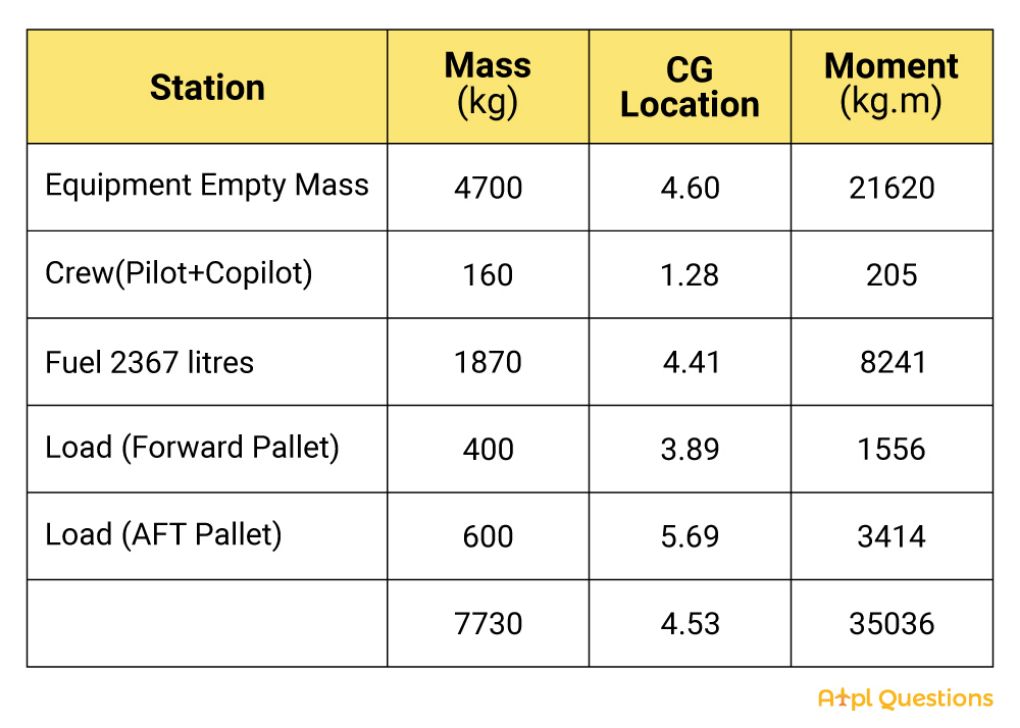 Station Mass (kg) CG Location Moment (kg.m)
Equipment Empty Mass 4700 4.60 21620
Crew(Pilot+Copilot) 160 1.28 205
Fuel 2367 litres 1870 4.41 8241
Load (Forward Pallet) 400 3.89 1556
Load (AFT Pallet) 600 5.69 3414
7730 4.53 35036
Atpl Questions